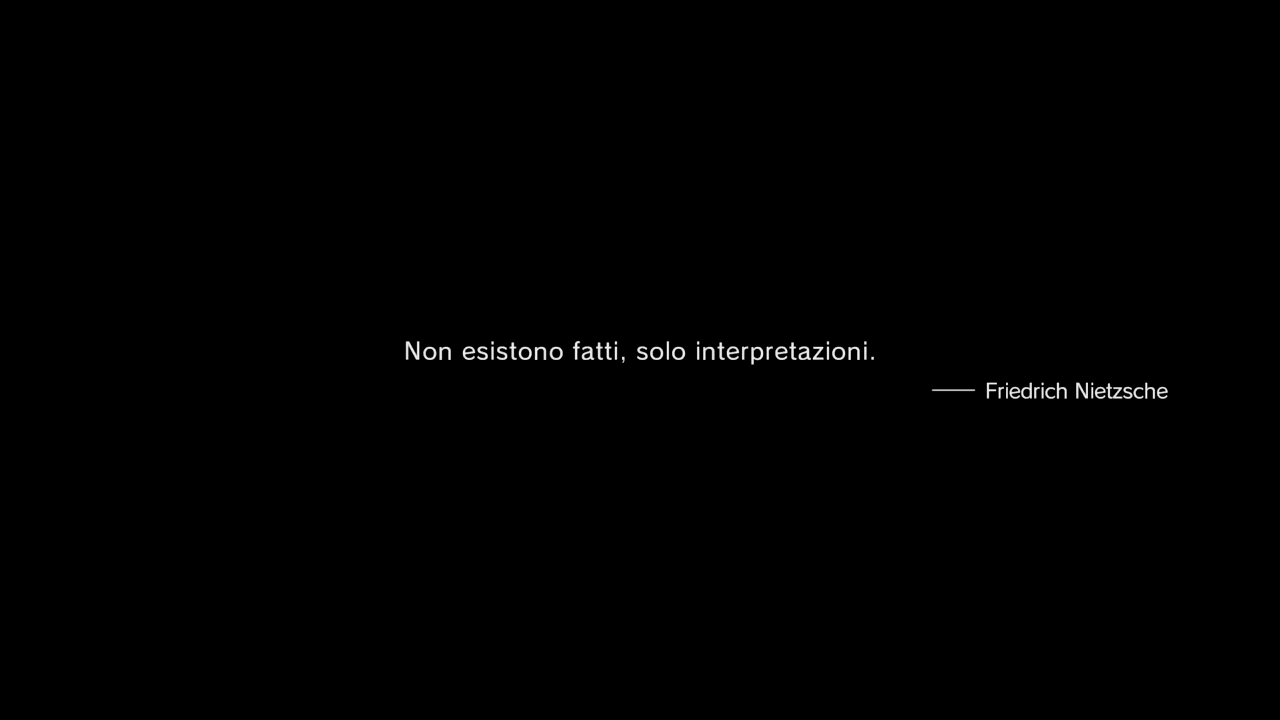 Non esistono fatti, solo interpretazioni.
—— Friedrich Nietzsche